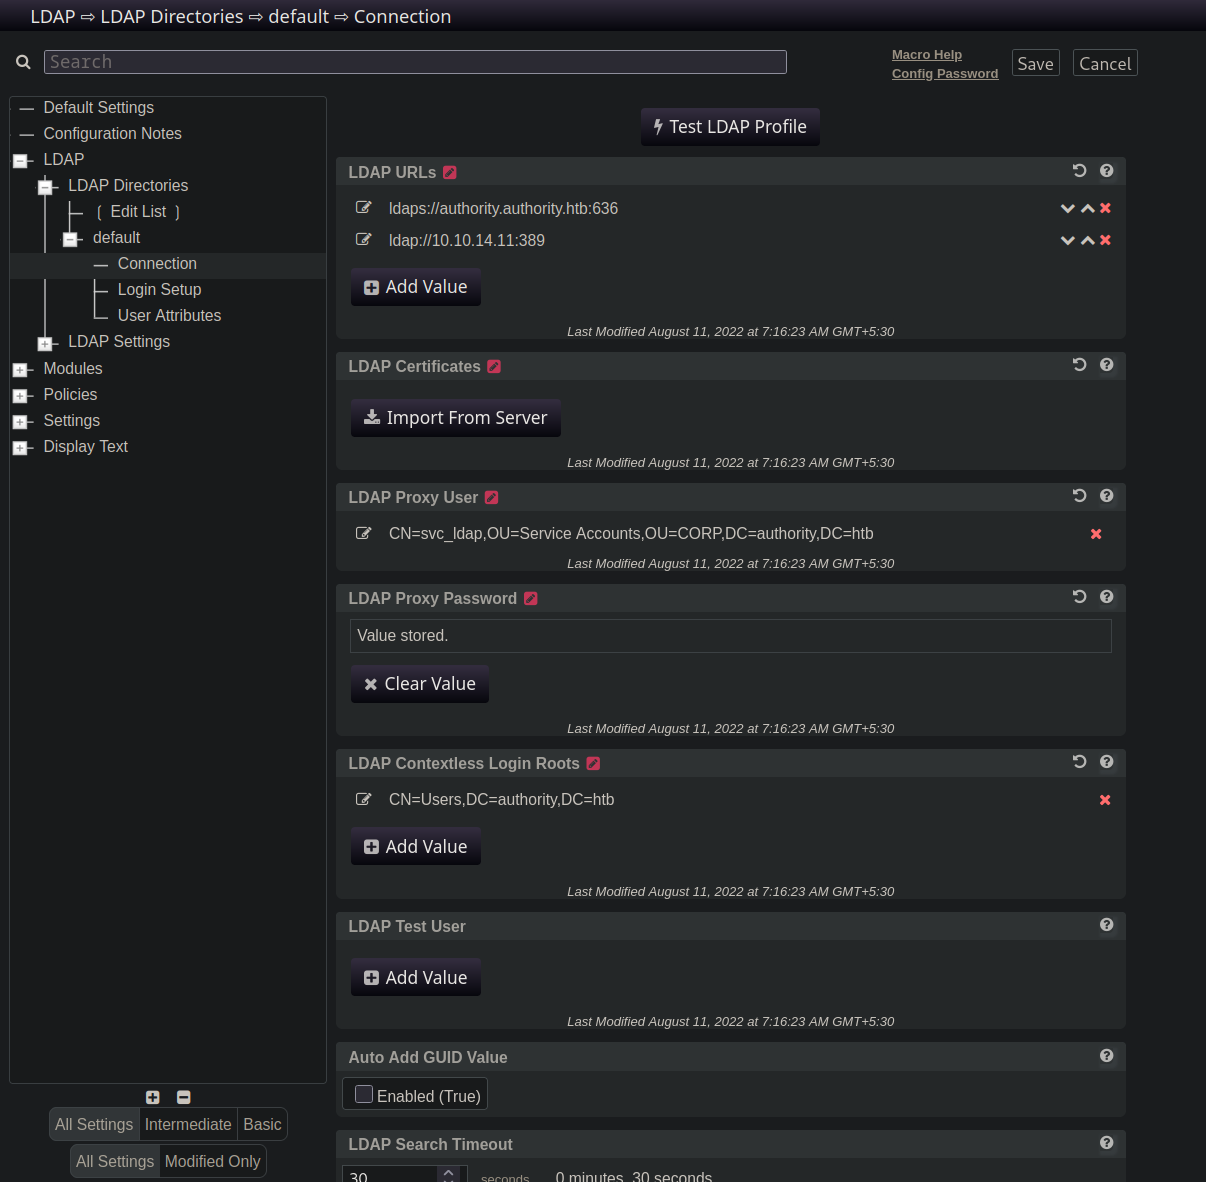 LDAP ⇨ LDAP Directories ⇨ default ⇨ Connection
Search
Macro Help
Config Password
Save
Cancel
Default Settings
Configuration Notes
LDAP
LDAP Directories
[ Edit List ]
default
Connection
Login Setup
User Attributes
LDAP Settings
Modules
Policies
Settings
Display Text
All Settings Intermediate Basic
All Settings Modified Only
Test LDAP Profile
LDAP URLs
ldaps://authority.authority.htb:636
ldap://10.10.14.11:389
Add Value
Last Modified August 11, 2022 at 7:16:23 AM GMT+5:30
LDAP Certificates
Import From Server
Last Modified August 11, 2022 at 7:16:23 AM GMT+5:30
LDAP Proxy User
CN=svc_ldap,OU=Service Accounts,OU=CORP,DC=authority,DC=htb
Last Modified August 11, 2022 at 7:16:23 AM GMT+5:30
LDAP Proxy Password
Value stored.
Clear Value
Last Modified August 11, 2022 at 7:16:23 AM GMT+5:30
LDAP Contextless Login Roots
CN=Users,DC=authority,DC=htb
Add Value
Last Modified August 11, 2022 at 7:16:23 AM GMT+5:30
LDAP Test User
Add Value
Last Modified August 11, 2022 at 7:16:23 AM GMT+5:30
Auto Add GUID Value
Enabled (True)
LDAP Search Timeout
30 seconds 0 minutes, 30 seconds